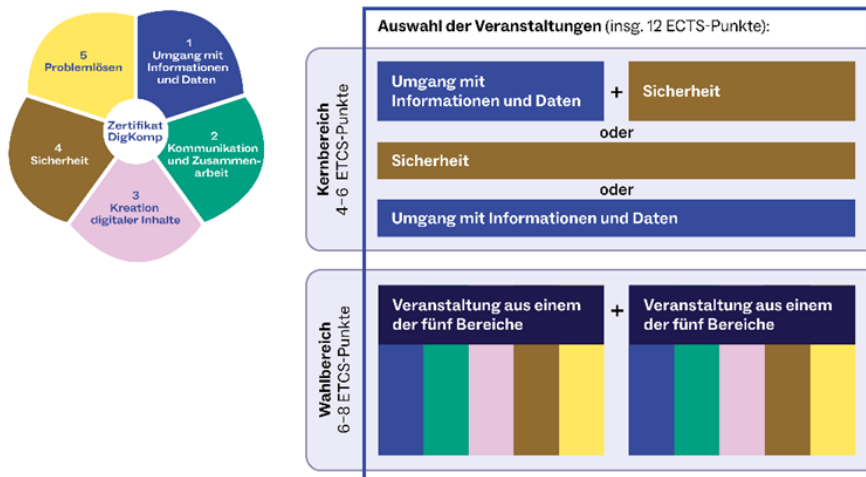 5
Problemlösen
1
Umgang mit
Informationen
und Daten
Zertifikat
DigKomp
4
Sicherheit
2
Kommunikation
und Zusammen-
arbeit
3
Kreation
digitaler Inhalte
Auswahl der Veranstaltungen (insg. 12 ECTS-Punkte):
Kernbereich
4–6 ETCS-Punkte
Umgang mit
Informationen und Daten
+
Sicherheit
oder
Sicherheit
oder
Umgang mit Informationen und Daten
Wahlbereich
6–8 ETCS-Punkte
Veranstaltung aus einem
der fünf Bereiche
+
Veranstaltung aus einem
der fünf Bereiche